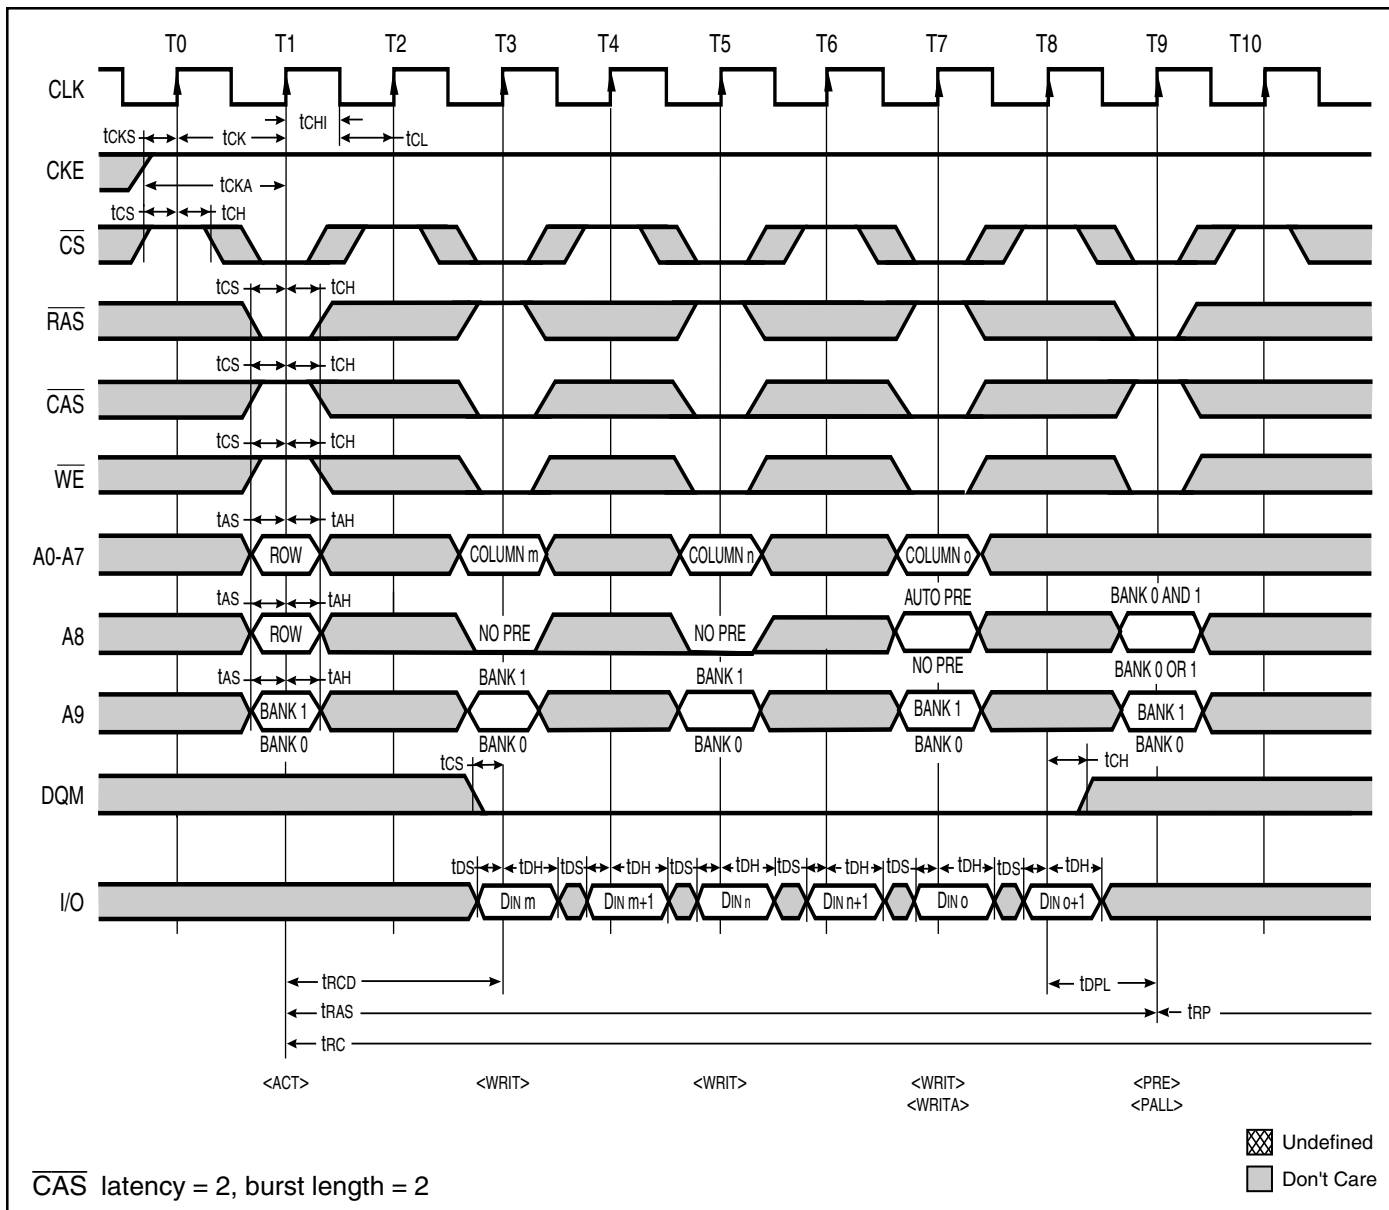 T0 T1 T2 T3 T4 T5 T6 T7 T8 T9 T10
CLK
tCHI
tCKS tCK tCL
CKE
tCKA
tCS tCH
CS
tCS tCH
RAS
tCS tCH
CAS
tCS tCH
WE
tAS tAH
A0-A7 ROW COLUMN m COLUMN n COLUMN o
tAS tAH AUTO PRE BANK 0 AND 1
A8 ROW NO PRE NO PRE
NO PRE BANK 0 OR 1
tAS tAH BANK 1 BANK 1
A9 BANK 1 BANK 1 BANK 1
BANK 0 BANK 0 BANK 0 BANK 0 BANK 0
tCS tCH
DQM
tDS tDH tDS tDH tDS tDH tDS tDH tDS tDH tDS tDH
I/O DIN m DIN m+1 DIN n DIN n+1 DIN o DIN o+1
tRCD tDPL
tRAS tRP
tRC
<ACT> <WRIT> <WRIT> <WRIT> <PRE>
<WRITA> <PALL>
Undefined
Don't Care
CAS latency = 2, burst length = 2